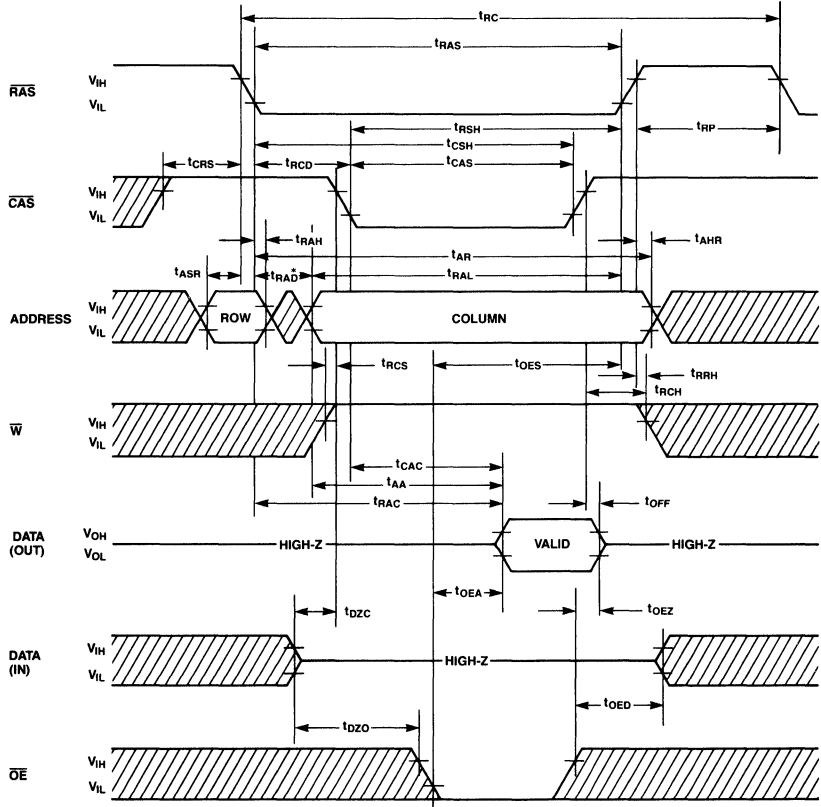 tRC
tRAS
RAS
VIH
VIL
tRSH
tRP
tCSH
tCRS
tRCD
tCAS
CAS
VIH
VIL
tRAH
tAHR
tAR
tASR
tRAD*
tRAL
ADDRESS
VIH
VIL
ROW
COLUMN
tRCS
tOES
tRRH
tRCH
W
VIH
VIL
tCAC
tAA
tRAC
tOFF
DATA
(OUT)
VOH
VOL
HIGH-Z
VALID
HIGH-Z
tOEA
tDZC
tOEZ
DATA
(IN)
VIH
VIL
HIGH-Z
tOED
tDZO
OE
VIH
VIL